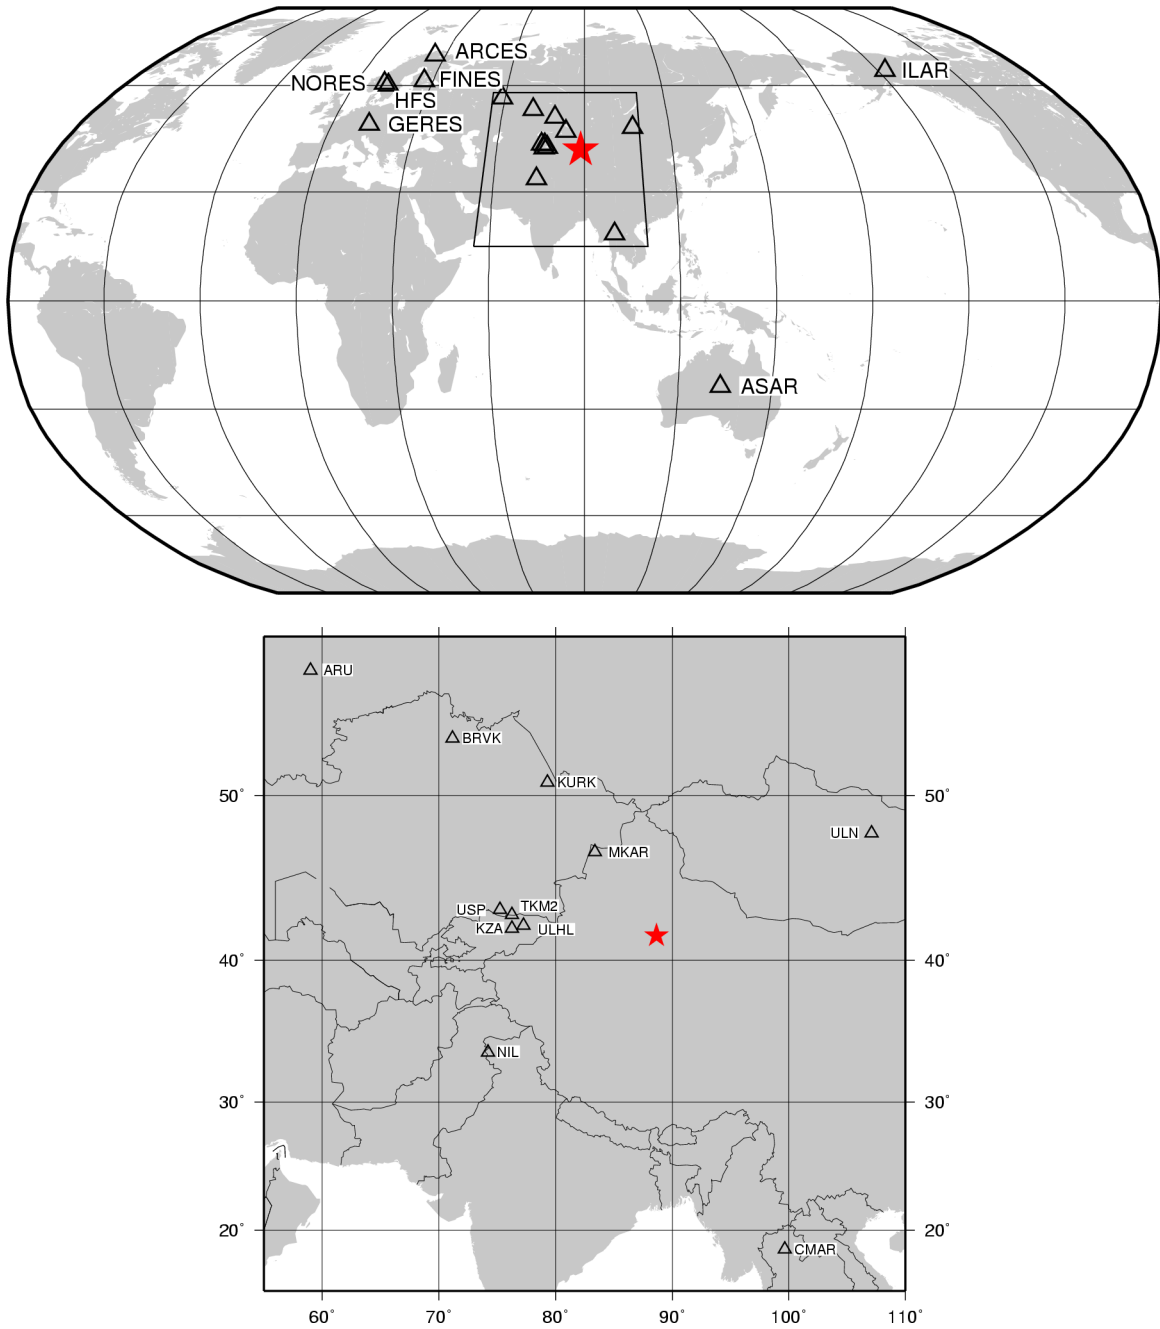 ARCES
ILAR
NORES
FINES
HFS
GERES
ASAR
ARU
BRVK
KURK
50°
50°
ULN
MKAR
USP
TKM2
KZA
ULHL
40°
40°
NIL
30°
30°
20°
20°
CMAR
60°
70°
80°
90°
100°
110°